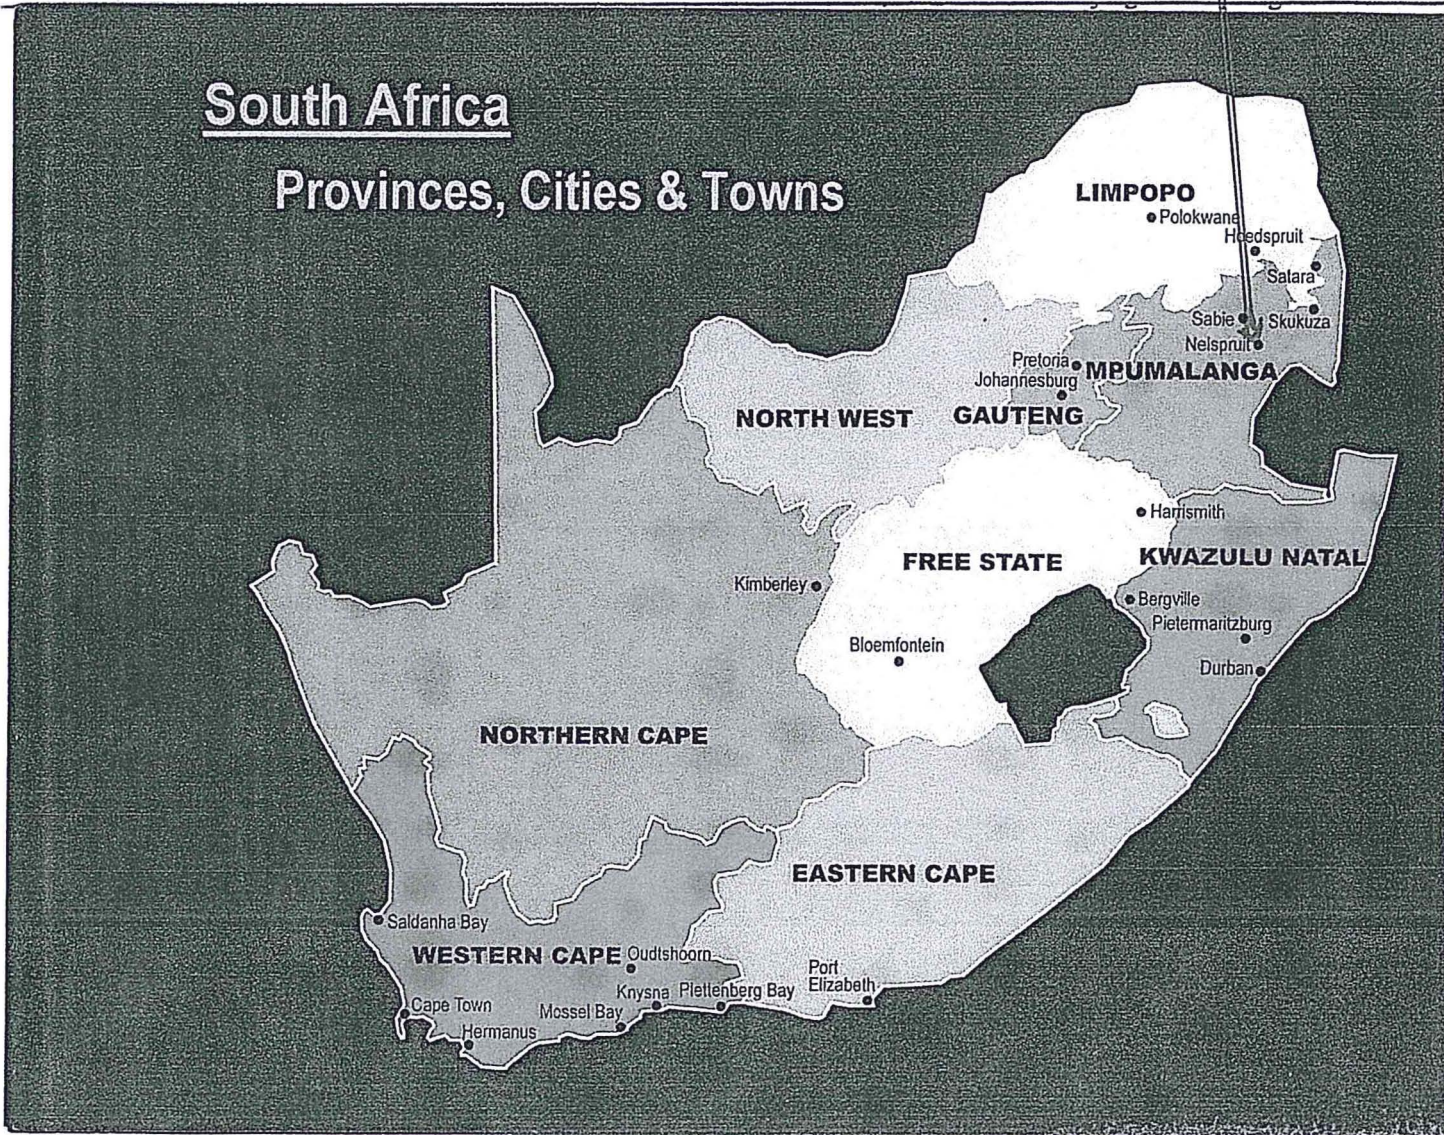 South Africa
Provinces, Cities & Towns
LIMPOPO
Polokwane
Hoedspruit
Satara
Sabie
Skukuza
Nelspruit
Pretoria
MPUMALANGA
Johannesburg
NORTH WEST
GAUTENG
Harrismith
FREE STATE
KWAZULU NATAL
Kimberley
Bergville
Pietermaritzburg
Bloemfontein
Durban
NORTHERN CAPE
EASTERN CAPE
Saldanha Bay
WESTERN CAPE
Oudtshoorn
Port
Elizabeth
Knysna
Plettenberg Bay
Cape Town
Mossel Bay
Hermanus